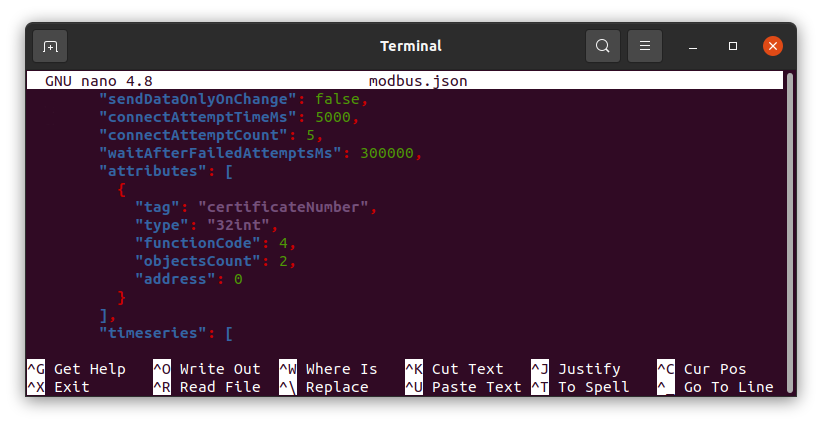 Terminal
GNU nano 4.8 modbus.json
"sendDataOnlyOnChange": false,
"connectAttemptTimeMs": 5000,
"connectAttemptCount": 5,
"waitAfterFailedAttemptsMs": 300000,
"attributes": [
{
"tag": "certificateNumber",
"type": "32int",
"functionCode": 4,
"objectsCount": 2,
"address": 0
}
],
"timeseries": [
^G Get Help ^O Write Out ^W Where Is ^K Cut Text ^J Justify ^C Cur Pos
^X Exit ^R Read File ^\ Replace ^U Paste Text ^T To Spell ^_ Go To Line